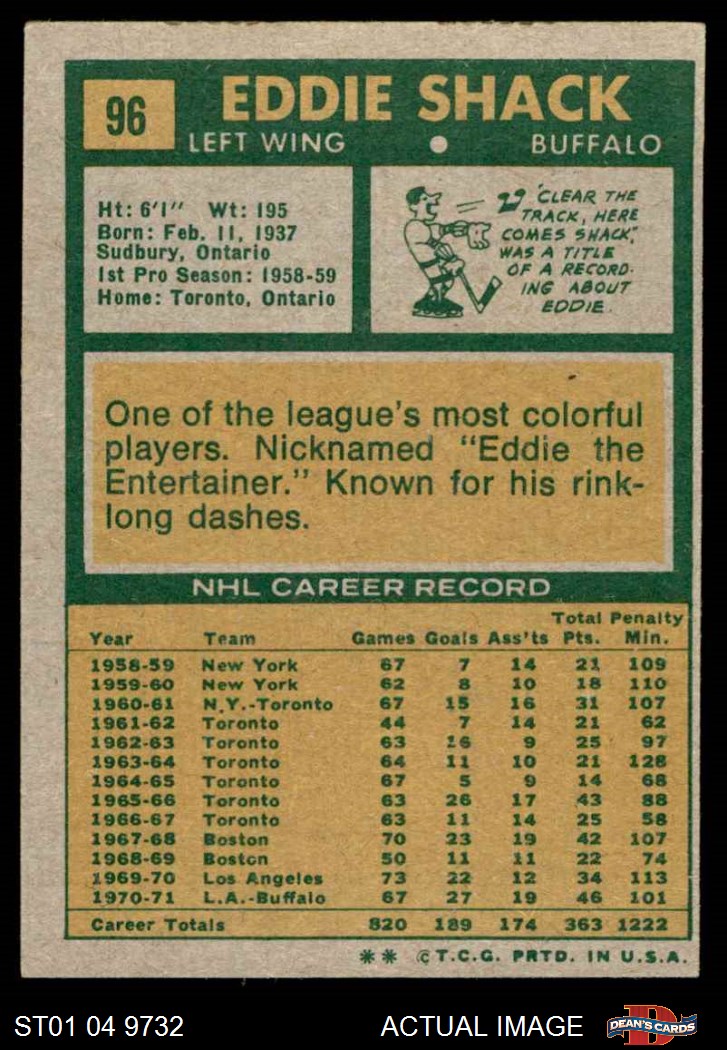 96
EDDIE SHACK
LEFT WING • BUFFALO
Ht: 6'1" Wt: 195
Born: Feb. 11, 1937
Sudbury, Ontario
1st Pro Season: 1958-59
Home: Toronto, Ontario
"CLEAR THE
TRACK, HERE
COMES SHACK,"
WAS A TITLE
OF A RECORD-
ING ABOUT
EDDIE.
One of the league's most colorful
players. Nicknamed "Eddie the
Entertainer." Known for his rink-
long dashes.
NHL CAREER RECORD
Total Penalty
Year Team Games Goals Ass'ts Pts. Min.
1958-59 New York 67 7 14 21 109
1959-60 New York 62 8 10 18 110
1960-61 N.Y.-Toronto 67 15 16 31 107
1961-62 Toronto 44 7 14 21 62
1962-63 Toronto 63 16 9 25 97
1963-64 Toronto 64 11 10 21 128
1964-65 Toronto 67 5 9 14 68
1965-66 Toronto 63 26 17 43 88
1966-67 Toronto 63 11 14 25 58
1967-68 Boston 70 23 19 42 107
1968-69 Boston 50 11 11 22 74
1969-70 Los Angeles 73 22 12 34 113
1970-71 L.A.-Buffalo 67 27 19 46 101
Career Totals 820 189 174 363 1222
** © T.C.G. PRTD. IN U.S.A.
ST01 04 9732 ACTUAL IMAGE
D
DEAN'S CARDS